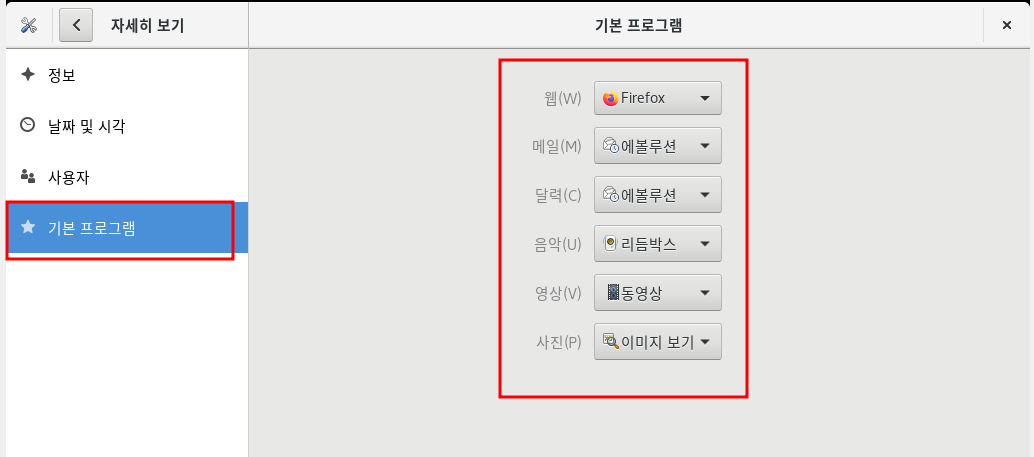 자세히 보기
기본 프로그램
정보
날짜 및 시각
사용자
기본 프로그램
웹(W) Firefox
메일(M) 에볼루션
달력(C) 에볼루션
음악(U) 리듬박스
영상(V) 동영상
사진(P) 이미지 보기